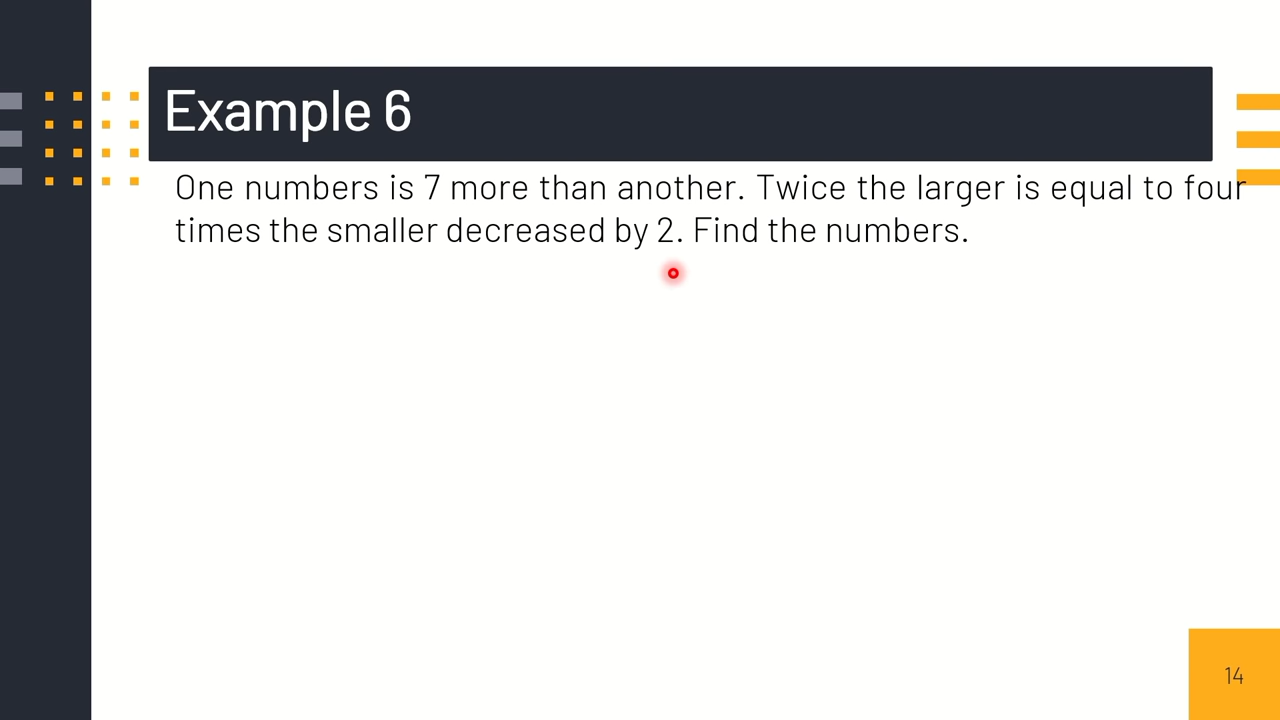 Example 6
One numbers is 7 more than another. Twice the larger is equal to four
times the smaller decreased by 2. Find the numbers.
14